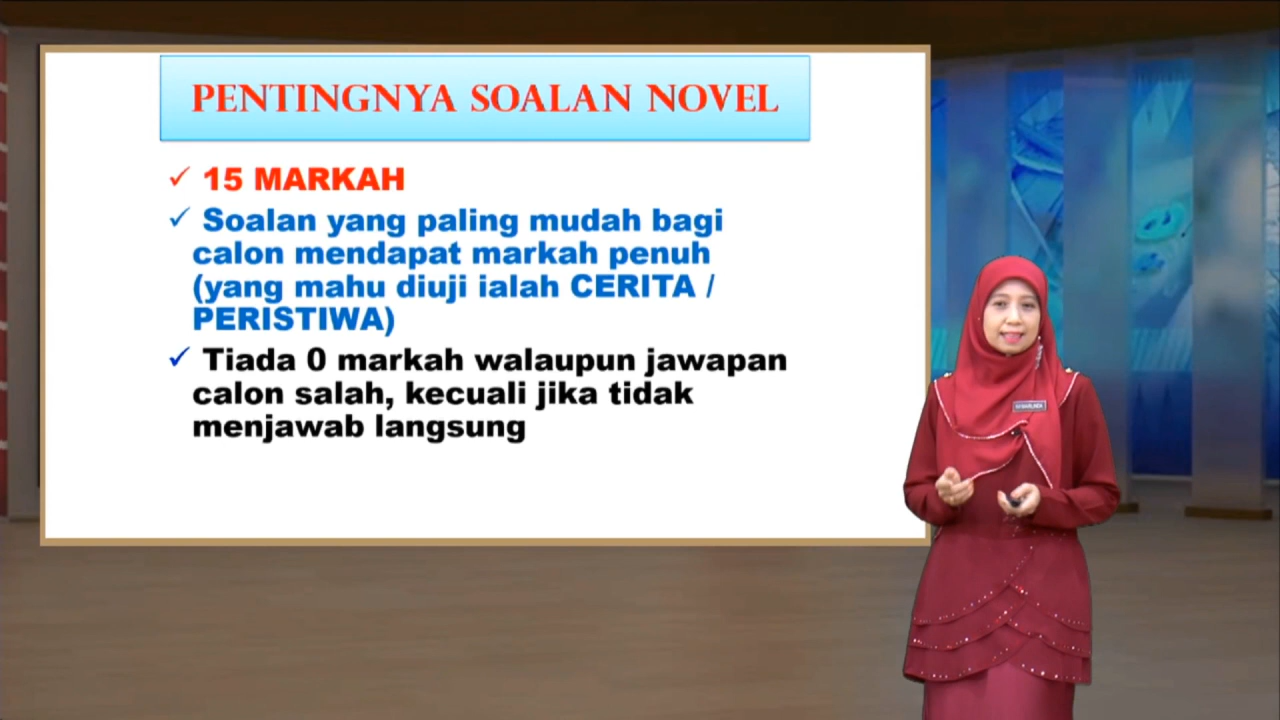 PENTINGNYA SOALAN NOVEL
✓ 15 MARKAH
✓ Soalan yang paling mudah bagi
calon mendapat markah penuh
(yang mahu diuji ialah CERITA /
PERISTIWA)
✓ Tiada 0 markah walaupun jawapan
calon salah, kecuali jika tidak
menjawab langsung